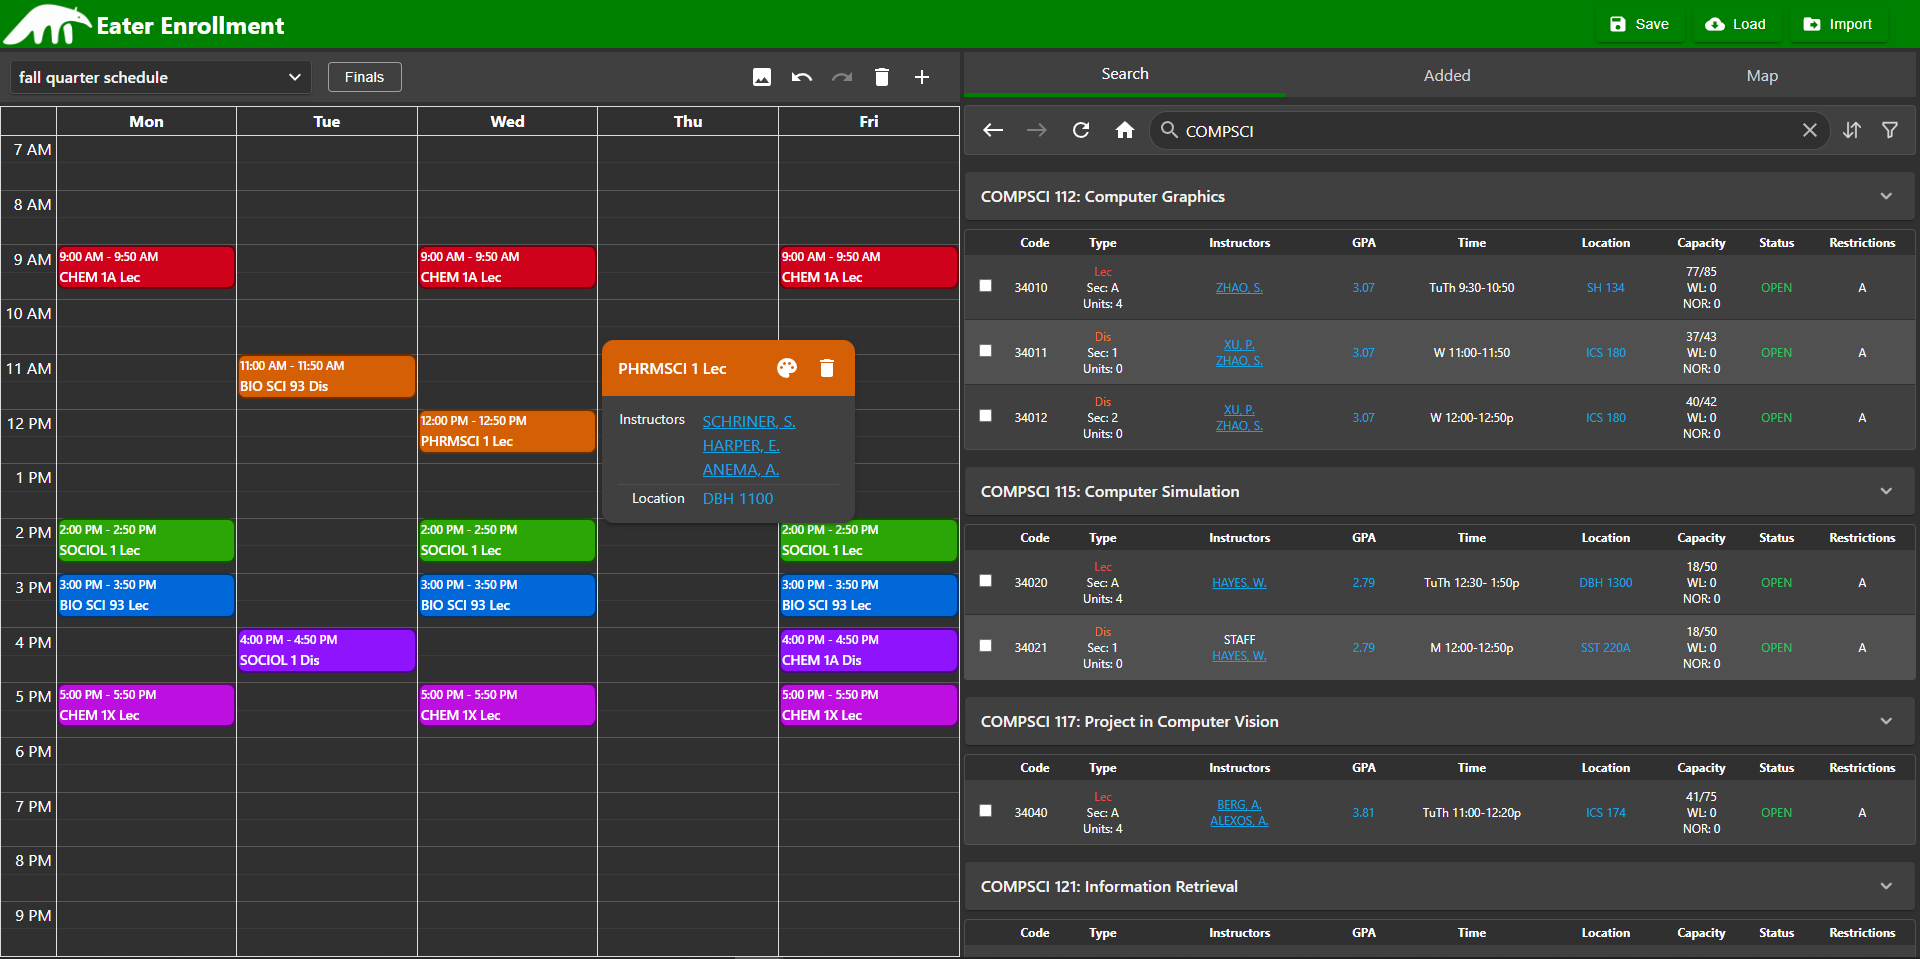 Eater Enrollment
Save Load Import
fall quarter schedule Finals
Mon Tue Wed Thu Fri
7 AM
8 AM
9 AM
10 AM
11 AM
12 PM
1 PM
2 PM
3 PM
4 PM
5 PM
6 PM
7 PM
8 PM
9 PM
9:00 AM - 9:50 AM
CHEM 1A Lec
2:00 PM - 2:50 PM
SOCIOL 1 Lec
3:00 PM - 3:50 PM
BIO SCI 93 Lec
5:00 PM - 5:50 PM
CHEM 1X Lec
11:00 AM - 11:50 AM
BIO SCI 93 Dis
4:00 PM - 4:50 PM
SOCIOL 1 Dis
9:00 AM - 9:50 AM
CHEM 1A Lec
12:00 PM - 12:50 PM
PHRMSCI 1 Lec
2:00 PM - 2:50 PM
SOCIOL 1 Lec
3:00 PM - 3:50 PM
BIO SCI 93 Lec
5:00 PM - 5:50 PM
CHEM 1X Lec
PHRMSCI 1 Lec
Instructors SCHRINER, S.
HARPER, E.
ANEMA, A.
Location DBH 1100
9:00 AM - 9:50 AM
CHEM 1A Lec
2:00 PM - 2:50 PM
SOCIOL 1 Lec
3:00 PM - 3:50 PM
BIO SCI 93 Lec
4:00 PM - 4:50 PM
CHEM 1A Dis
5:00 PM - 5:50 PM
CHEM 1X Lec
Search Added Map
COMPSCI
COMPSCI 112: Computer Graphics
Code Type Instructors GPA Time Location Capacity Status Restrictions
Lec 77/85
34010 Sec: A ZHAO, S. 3.07 TuTh 9:30-10:50 SH 134 WL: 0 OPEN A
Units: 4 NOR: 0
Dis XU, P. 37/43
34011 Sec: 1 ZHAO, S. 3.07 W 11:00-11:50 ICS 180 WL: 0 OPEN A
Units: 0 NOR: 0
Dis XU, P. 40/42
34012 Sec: 2 ZHAO, S. 3.07 W 12:00-12:50p ICS 180 WL: 0 OPEN A
Units: 0 NOR: 0
COMPSCI 115: Computer Simulation
Code Type Instructors GPA Time Location Capacity Status Restrictions
Lec 18/50
34020 Sec: A HAYES, W. 2.79 TuTh 12:30- 1:50p DBH 1300 WL: 0 OPEN A
Units: 4 NOR: 0
Dis STAFF 18/50
34021 Sec: 1 HAYES, W. 2.79 M 12:00-12:50p SST 220A WL: 0 OPEN A
Units: 0 NOR: 0
COMPSCI 117: Project in Computer Vision
Code Type Instructors GPA Time Location Capacity Status Restrictions
Lec BERG, A. 41/75
34040 Sec: A ALEXOS, A. 3.81 TuTh 11:00-12:20p ICS 174 WL: 0 OPEN A
Units: 4 NOR: 0
COMPSCI 121: Information Retrieval
Code Type Instructors GPA Time Location Capacity Status Restrictions